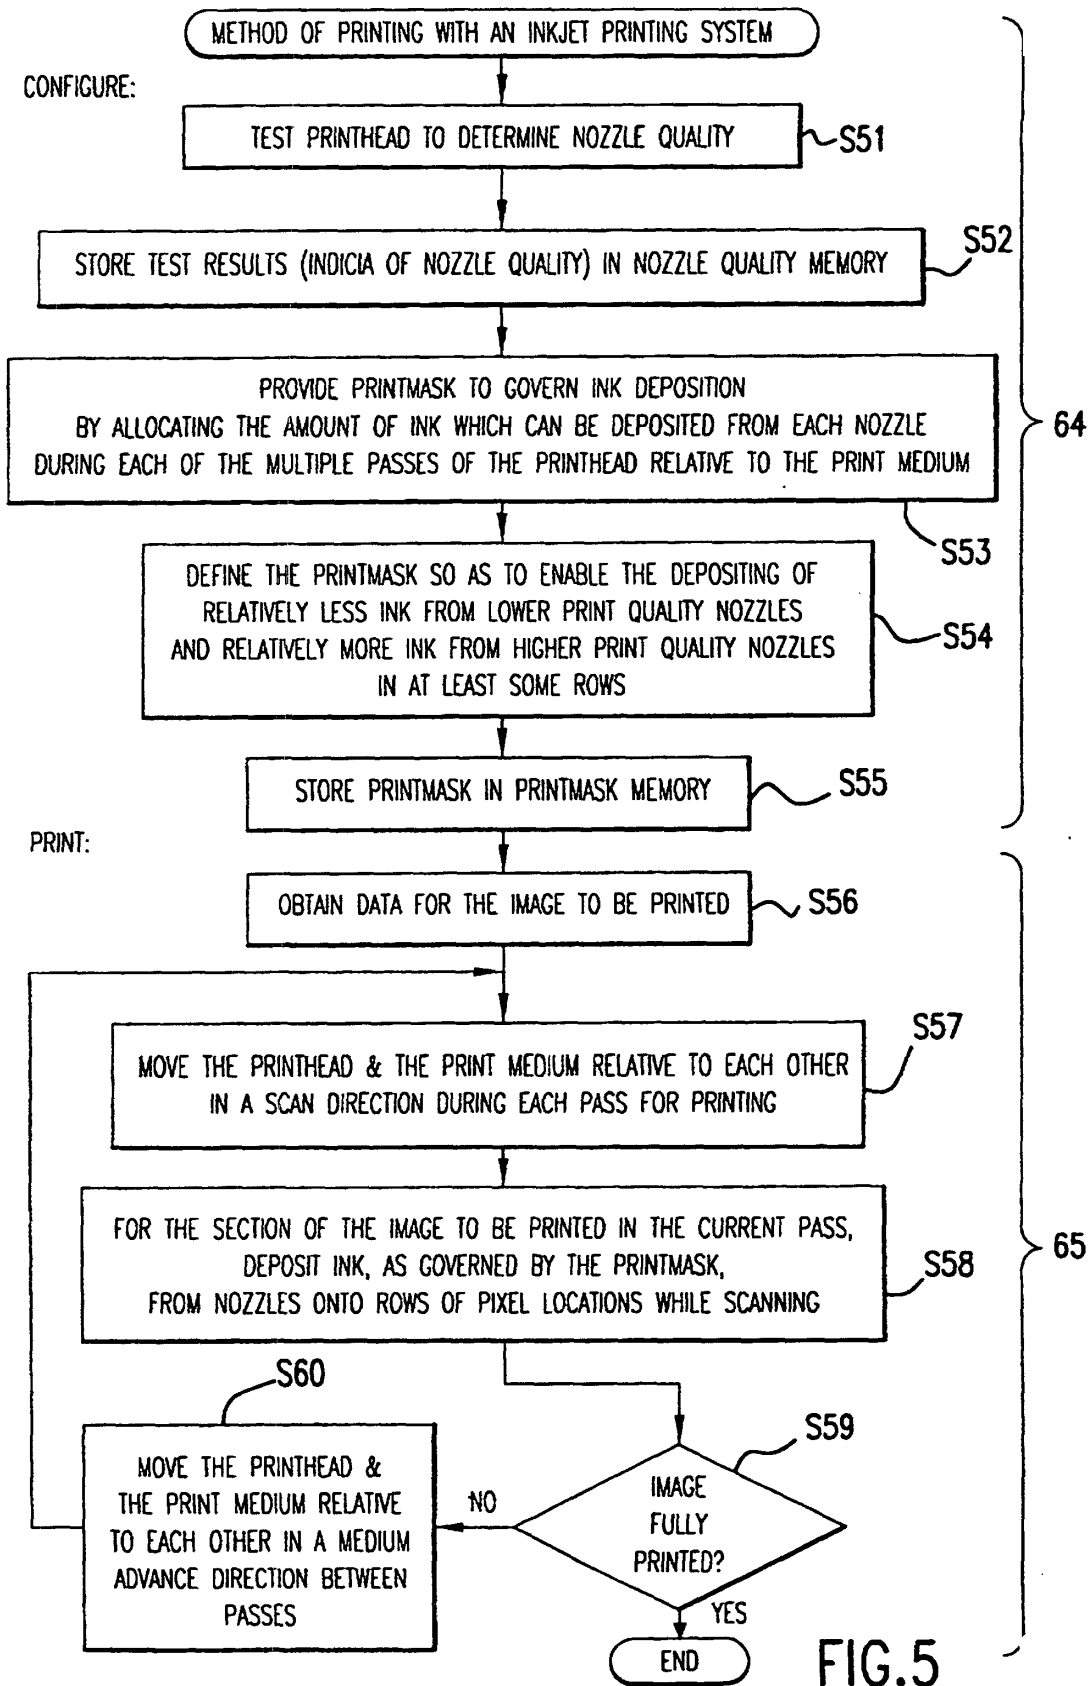 METHOD OF PRINTING WITH AN INKJET PRINTING SYSTEM
CONFIGURE:
TEST PRINTHEAD TO DETERMINE NOZZLE QUALITY
S51
STORE TEST RESULTS (INDICIA OF NOZZLE QUALITY) IN NOZZLE QUALITY MEMORY
S52
PROVIDE PRINTMASK TO GOVERN INK DEPOSITION
BY ALLOCATING THE AMOUNT OF INK WHICH CAN BE DEPOSITED FROM EACH NOZZLE
DURING EACH OF THE MULTIPLE PASSES OF THE PRINTHEAD RELATIVE TO THE PRINT MEDIUM
64
S53
DEFINE THE PRINTMASK SO AS TO ENABLE THE DEPOSITING OF
RELATIVELY LESS INK FROM LOWER PRINT QUALITY NOZZLES
AND RELATIVELY MORE INK FROM HIGHER PRINT QUALITY NOZZLES
IN AT LEAST SOME ROWS
S54
STORE PRINTMASK IN PRINTMASK MEMORY
S55
PRINT:
OBTAIN DATA FOR THE IMAGE TO BE PRINTED
S56
MOVE THE PRINTHEAD & THE PRINT MEDIUM RELATIVE TO EACH OTHER
IN A SCAN DIRECTION DURING EACH PASS FOR PRINTING
S57
FOR THE SECTION OF THE IMAGE TO BE PRINTED IN THE CURRENT PASS,
DEPOSIT INK, AS GOVERNED BY THE PRINTMASK,
FROM NOZZLES ONTO ROWS OF PIXEL LOCATIONS WHILE SCANNING
S58
65
S60
MOVE THE PRINTHEAD &
THE PRINT MEDIUM RELATIVE
TO EACH OTHER IN A MEDIUM
ADVANCE DIRECTION BETWEEN
PASSES
NO
S59
IMAGE
FULLY
PRINTED?
YES
END
FIG.5